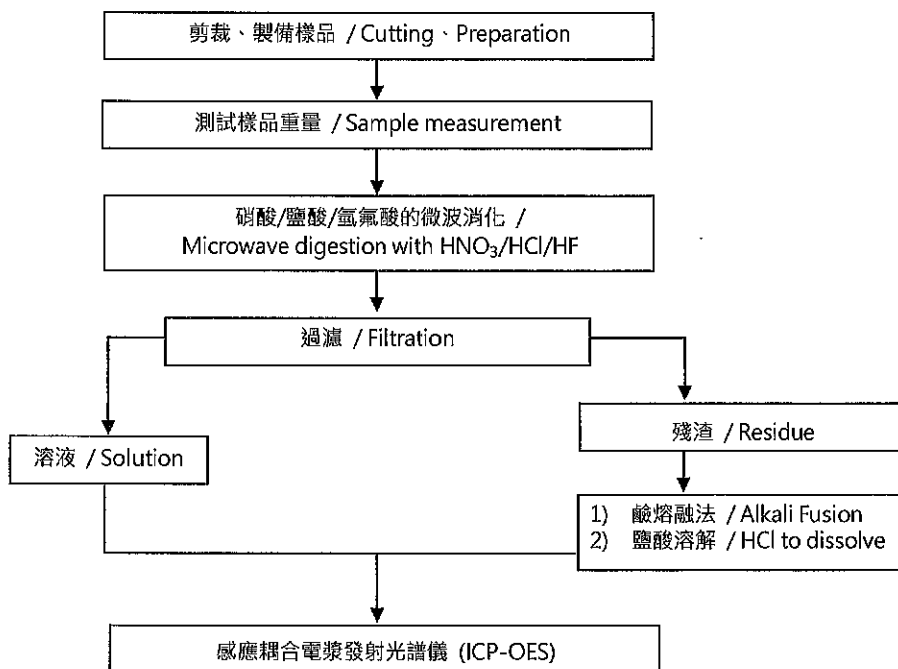 剪裁、製備樣品 / Cutting、Preparation
測試樣品重量 / Sample measurement
硝酸/鹽酸/氫氟酸的微波消化 /
Microwave digestion with HNO₃/HCl/HF
過濾 / Filtration
溶液 / Solution
殘渣 / Residue
1) 鹼熔融法 / Alkali Fusion
2) 鹽酸溶解 / HCl to dissolve
感應耦合電漿發射光譜儀 (ICP-OES)